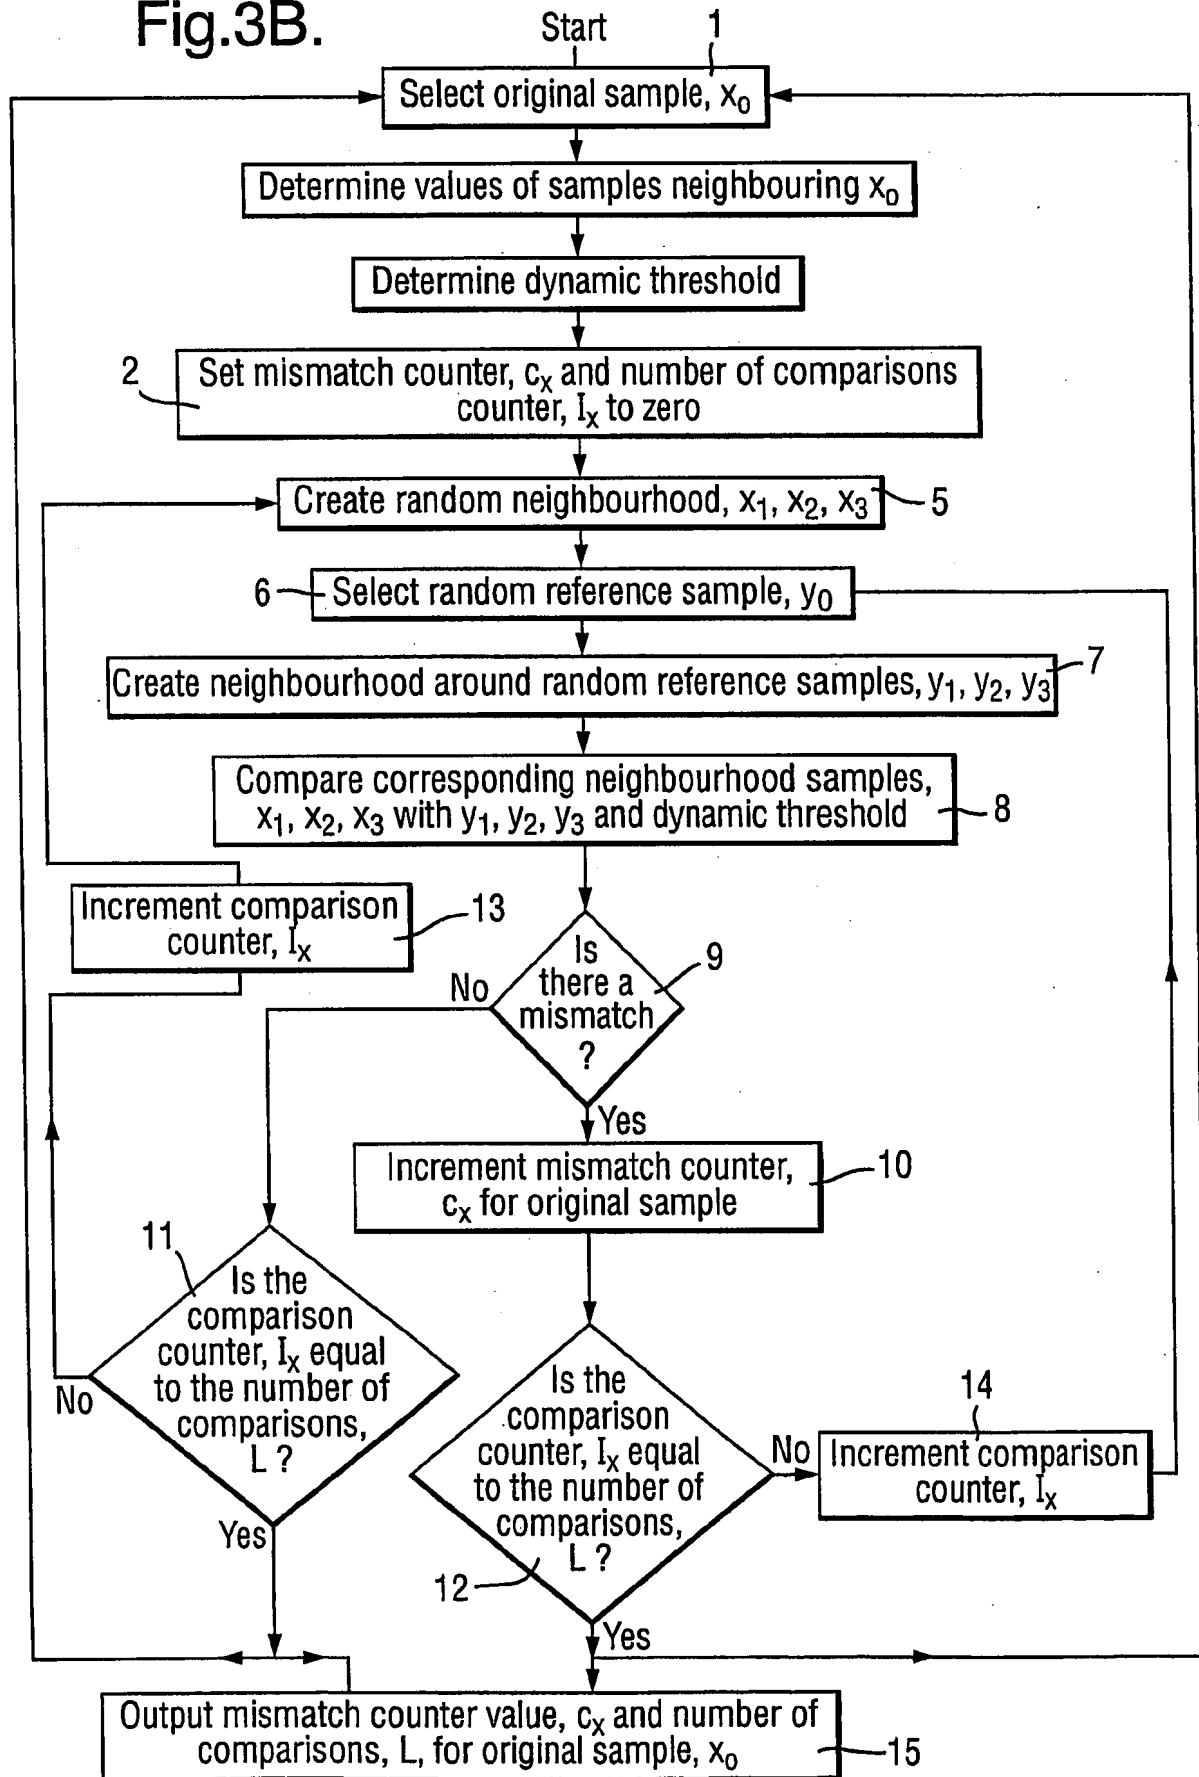 Fig.3B.
Start
1
Select original sample, x₀
Determine values of samples neighbouring x₀
Determine dynamic threshold
2
Set mismatch counter, cₓ and number of comparisons
counter, Iₓ to zero
Create random neighbourhood, x₁, x₂, x₃
5
6
Select random reference sample, y₀
Create neighbourhood around random reference samples, y₁, y₂, y₃
7
Compare corresponding neighbourhood samples,
x₁, x₂, x₃ with y₁, y₂, y₃ and dynamic threshold
8
Increment comparison
counter, Iₓ
13
Is
there a
mismatch
?
9
No
Yes
Increment mismatch counter,
cₓ for original sample
10
11
Is the
comparison
counter, Iₓ equal
to the number of
comparisons,
L ?
No
Yes
Is the
comparison
counter, Iₓ equal
to the number of
comparisons,
L ?
12
No
Yes
14
Increment comparison
counter, Iₓ
Output mismatch counter value, cₓ and number of
comparisons, L, for original sample, x₀
15